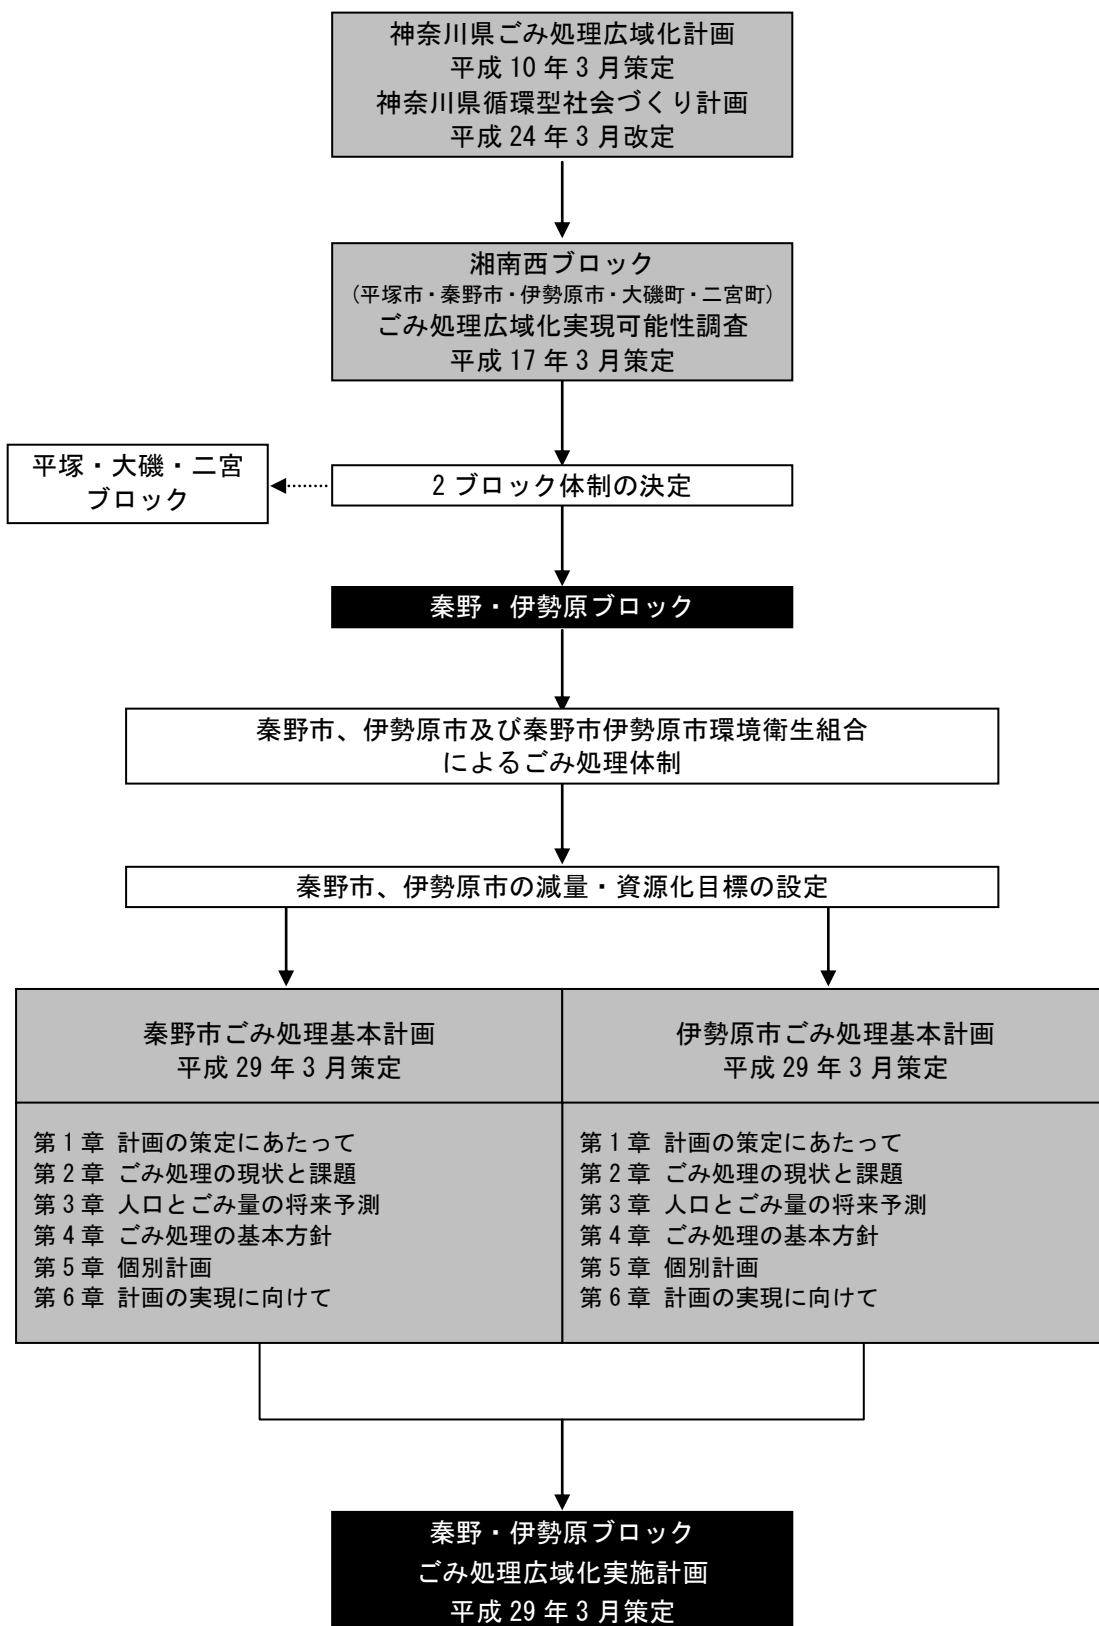 神奈川県ごみ処理広域化計画
平成 10 年 3 月策定
神奈川県循環型社会づくり計画
平成 24 年 3 月改定
湘南西ブロック
（平塚市・秦野市・伊勢原市・大磯町・二宮町）
ごみ処理広域化実現可能性調査
平成 17 年 3 月策定
平塚・大磯・二宮
ブロック
2 ブロック体制の決定
秦野・伊勢原ブロック
秦野市、伊勢原市及び秦野市伊勢原市環境衛生組合
によるごみ処理体制
秦野市、伊勢原市の減量・資源化目標の設定
秦野市ごみ処理基本計画
平成 29 年 3 月策定
第 1 章 計画の策定にあたって
第 2 章 ごみ処理の現状と課題
第 3 章 人口とごみ量の将来予測
第 4 章 ごみ処理の基本方針
第 5 章 個別計画
第 6 章 計画の実現に向けて
伊勢原市ごみ処理基本計画
平成 29 年 3 月策定
第 1 章 計画の策定にあたって
第 2 章 ごみ処理の現状と課題
第 3 章 人口とごみ量の将来予測
第 4 章 ごみ処理の基本方針
第 5 章 個別計画
第 6 章 計画の実現に向けて
秦野・伊勢原ブロック
ごみ処理広域化実施計画
平成 29 年 3 月策定